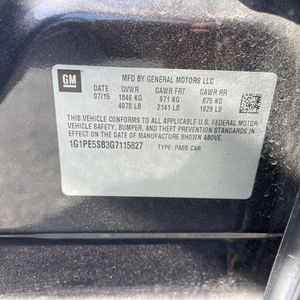 GM
MFD BY GENERAL MOTORS LLC
DATE GVWR GAWR FRT GAWR RR
07/15 1846 KG 971 KG 875 KG
4070 LB 2141 LB 1929 LB
THIS VEHICLE CONFORMS TO ALL APPLICABLE U.S. FEDERAL MOTOR
VEHICLE SAFETY, BUMPER, AND THEFT PREVENTION STANDARDS
IN EFFECT ON THE DATE OF MANUFACTURE SHOWN ABOVE.
1G1PE5SB3G7115827 TYPE: PASS CAR